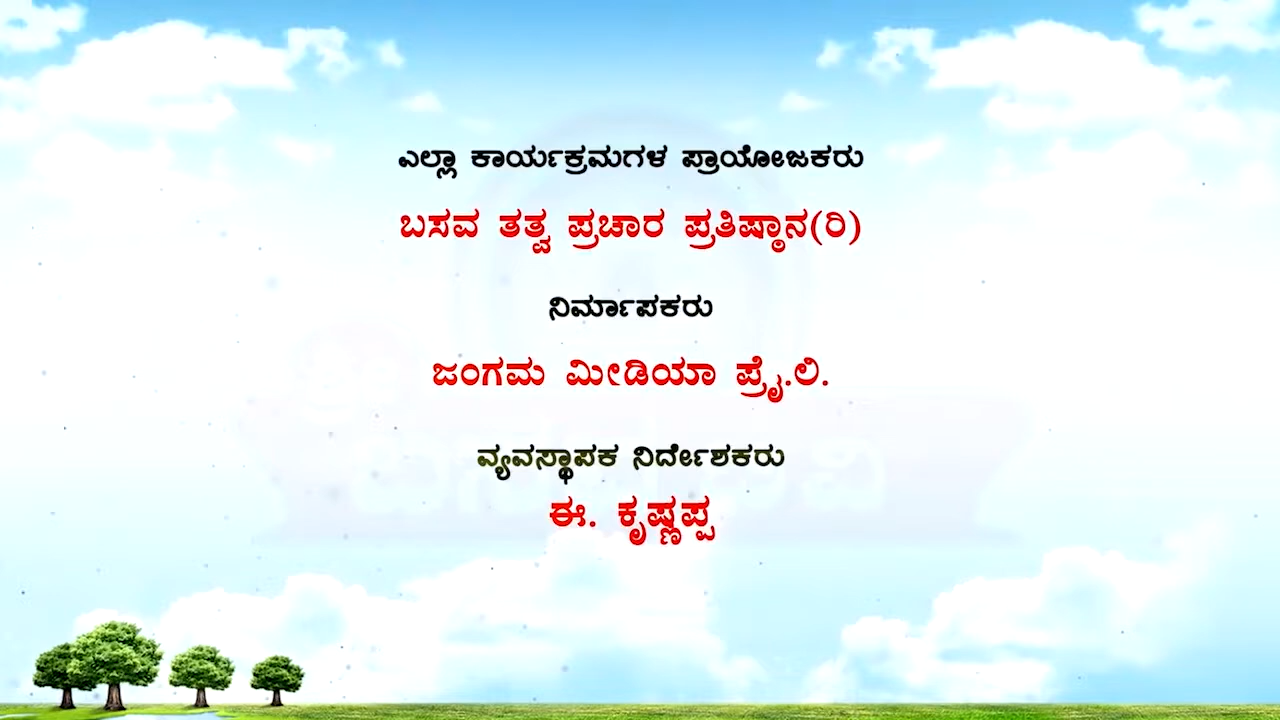 ಎಲ್ಲಾ ಕಾರ್ಯಕ್ರಮಗಳ ಪ್ರಾಯೋಜಕರು
ಬಸವ ತತ್ವ ಪ್ರಚಾರ ಪ್ರತಿಷ್ಠಾನ(ರಿ)
ನಿರ್ಮಾಪಕರು
ಜಂಗಮ ಮೀಡಿಯಾ ಪ್ರೈ.ಲಿ.
ವ್ಯವಸ್ಥಾಪಕ ನಿರ್ದೇಶಕರು
ಈ. ಕೃಷ್ಣಪ್ಪ